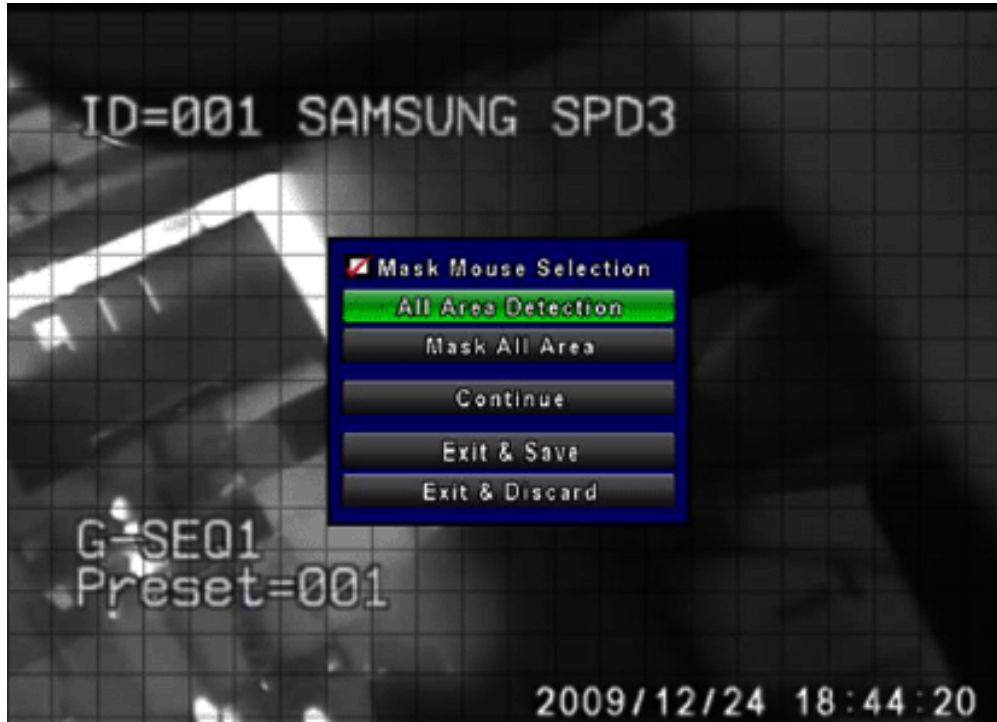 ID=001 SAMSUNG SPD3
Mask Mouse Selection
All Area Detection
Mask All Area
Continue
Exit & Save
Exit & Discard
G-SEQ1
Preset=001
2009/12/24 18:44:20